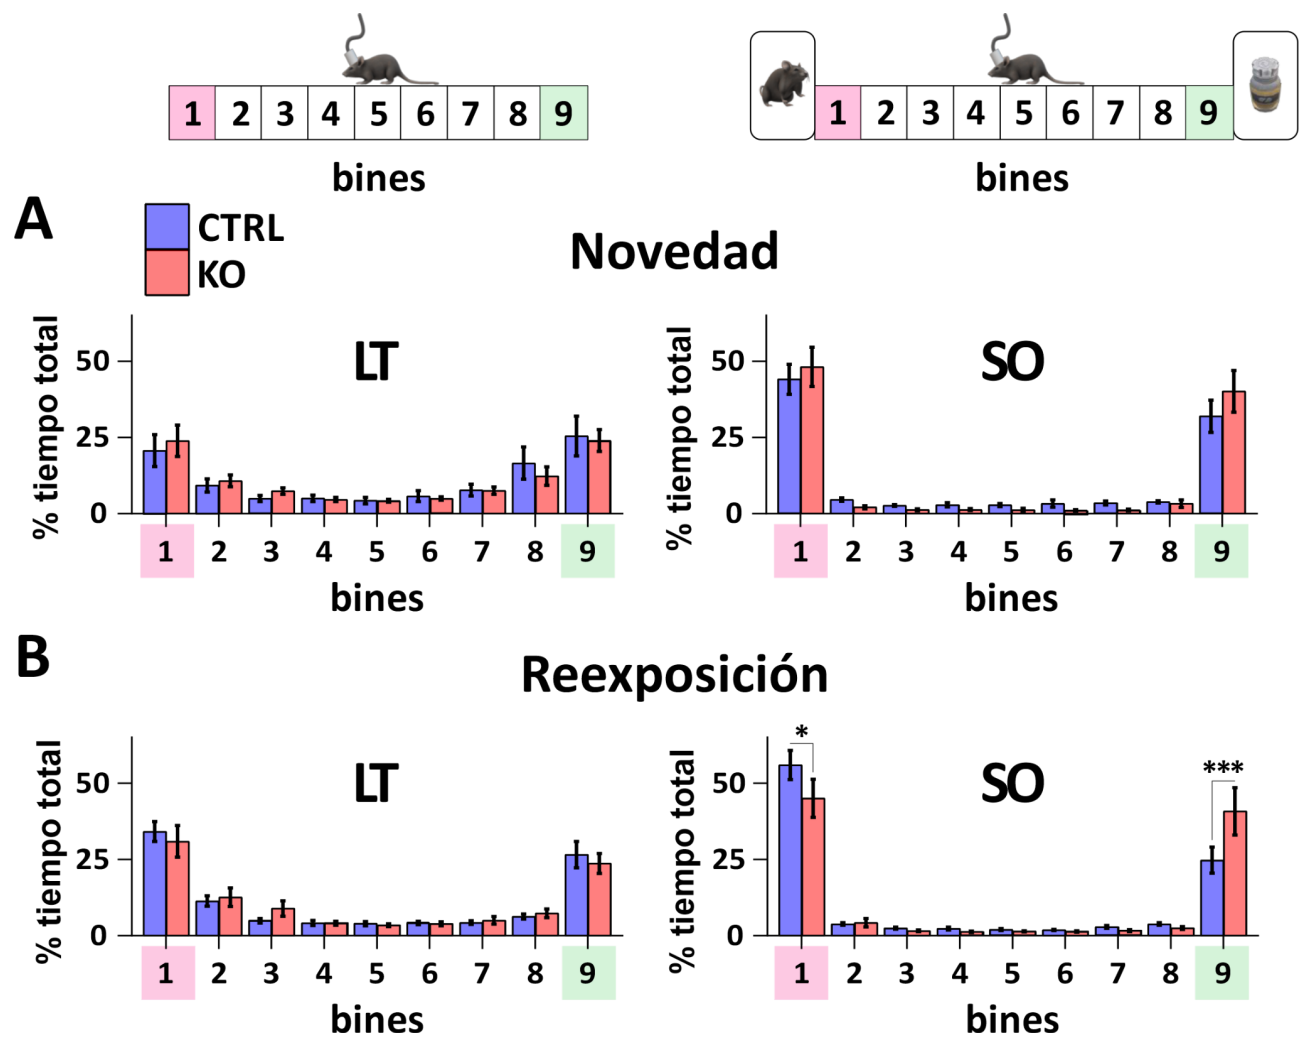 1 2 3 4 5 6 7 8 9
bines
1 2 3 4 5 6 7 8 9
bines
A
CTRL
KO
Novedad
% tiempo total
50
25
0
LT
1 2 3 4 5 6 7 8 9
bines
% tiempo total
50
25
0
SO
1 2 3 4 5 6 7 8 9
bines
B
Reexposición
% tiempo total
50
25
0
LT
1 2 3 4 5 6 7 8 9
bines
% tiempo total
50
25
0
SO
*
***
1 2 3 4 5 6 7 8 9
bines